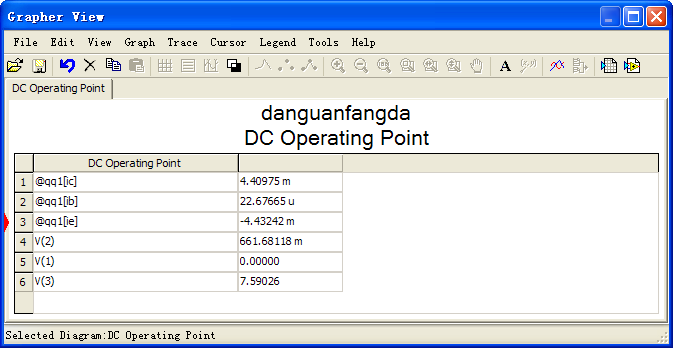 Grapher View
File Edit View Graph Trace Cursor Legend Tools Help
DC Operating Point
danguanfangda
DC Operating Point
DC Operating Point
1 @qq1[ic] 4.40975 m
2 @qq1[ib] 22.67665 u
3 @qq1[ie] -4.43242 m
4 V(2) 661.68118 m
5 V(1) 0.00000
6 V(3) 7.59026
Selected Diagram:DC Operating Point